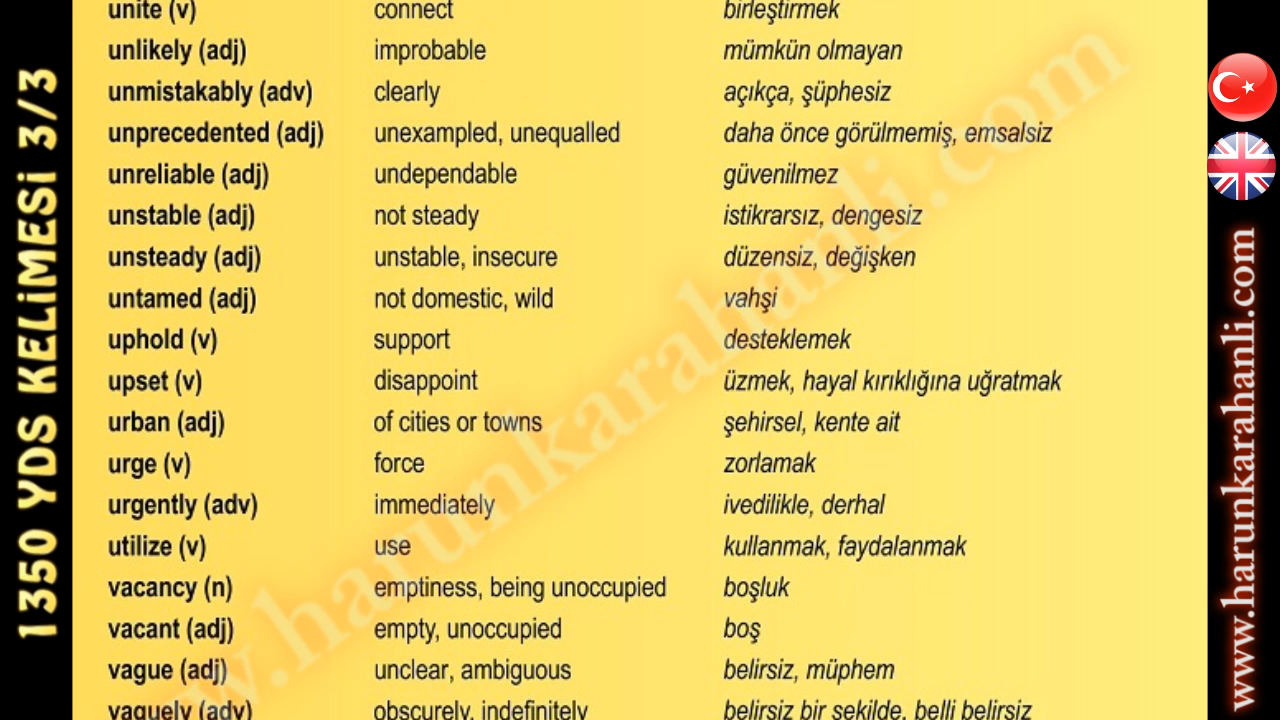 1350 YDS KELİMESİ 3/3
unite (v) connect birleştirmek
unlikely (adj) improbable mümkün olmayan
unmistakably (adv) clearly açıkça, şüphesiz
unprecedented (adj) unexampled, unequalled daha önce görülmemiş, emsalsiz
unreliable (adj) undependable güvenilmez
unstable (adj) not steady istikrarsız, dengesiz
unsteady (adj) unstable, insecure düzensiz, değişken
untamed (adj) not domestic, wild vahşi
uphold (v) support desteklemek
upset (v) disappoint üzmek, hayal kırıklığına uğratmak
urban (adj) of cities or towns şehirsel, kente ait
urge (v) force zorlamak
urgently (adv) immediately ivedilikle, derhal
utilize (v) use kullanmak, faydalanmak
vacancy (n) emptiness, being unoccupied boşluk
vacant (adj) empty, unoccupied boş
vague (adj) unclear, ambiguous belirsiz, müphem
vaguely (adv) obscurely, indefinitely belirsiz bir şekilde, belli belirsiz
www.harunkarahanli.com
w.harunkarahanli.com